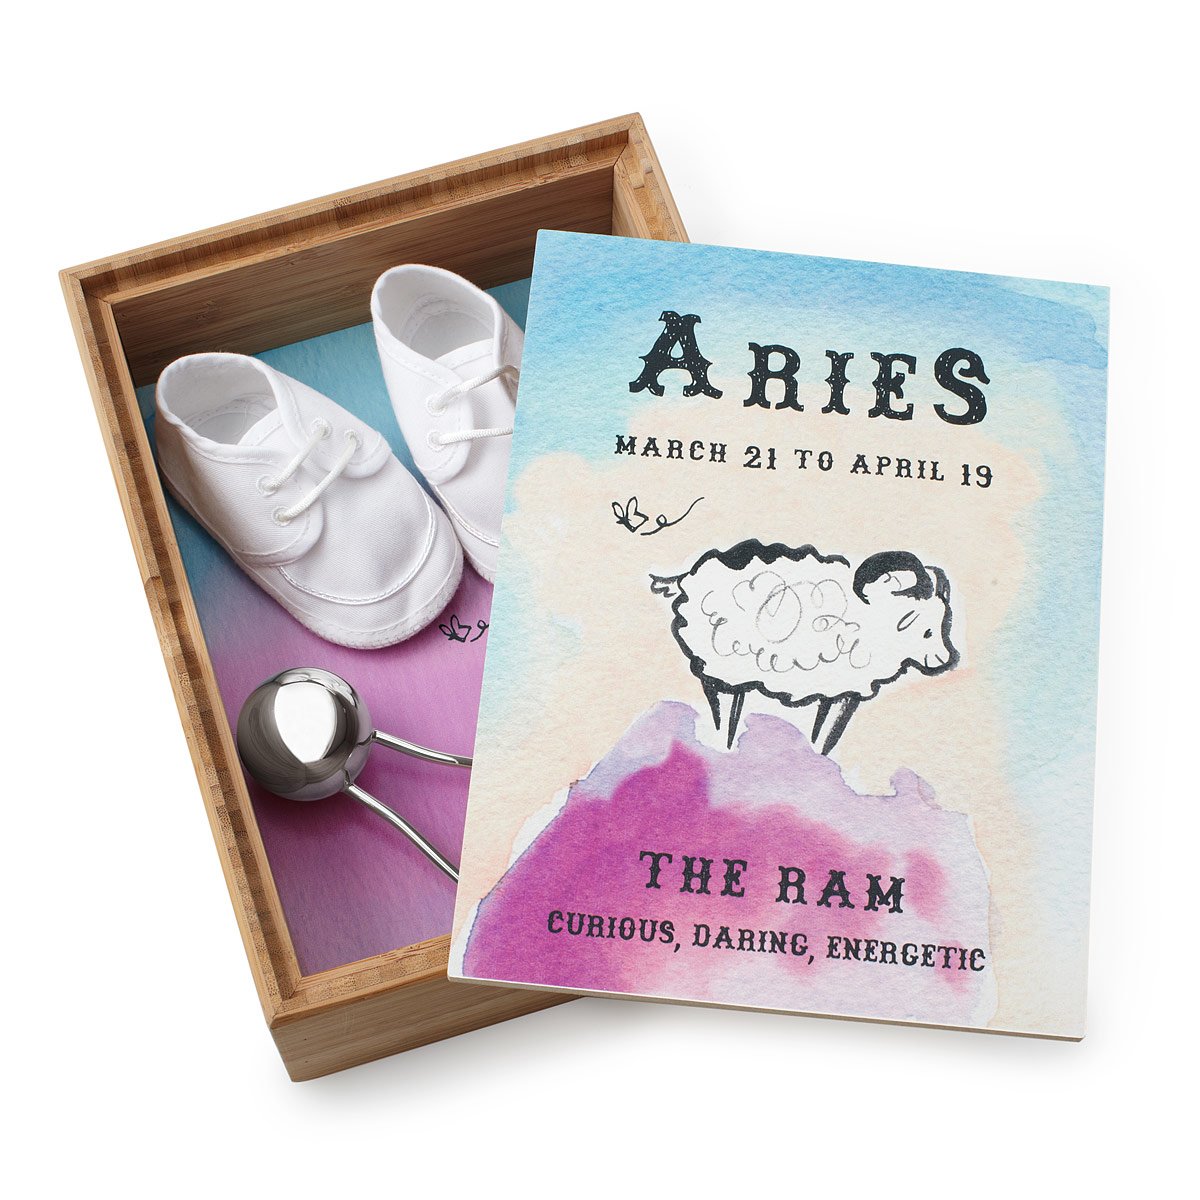 ARIES
MARCH 21 TO APRIL 19
THE RAM
CURIOUS, DARING, ENERGETIC